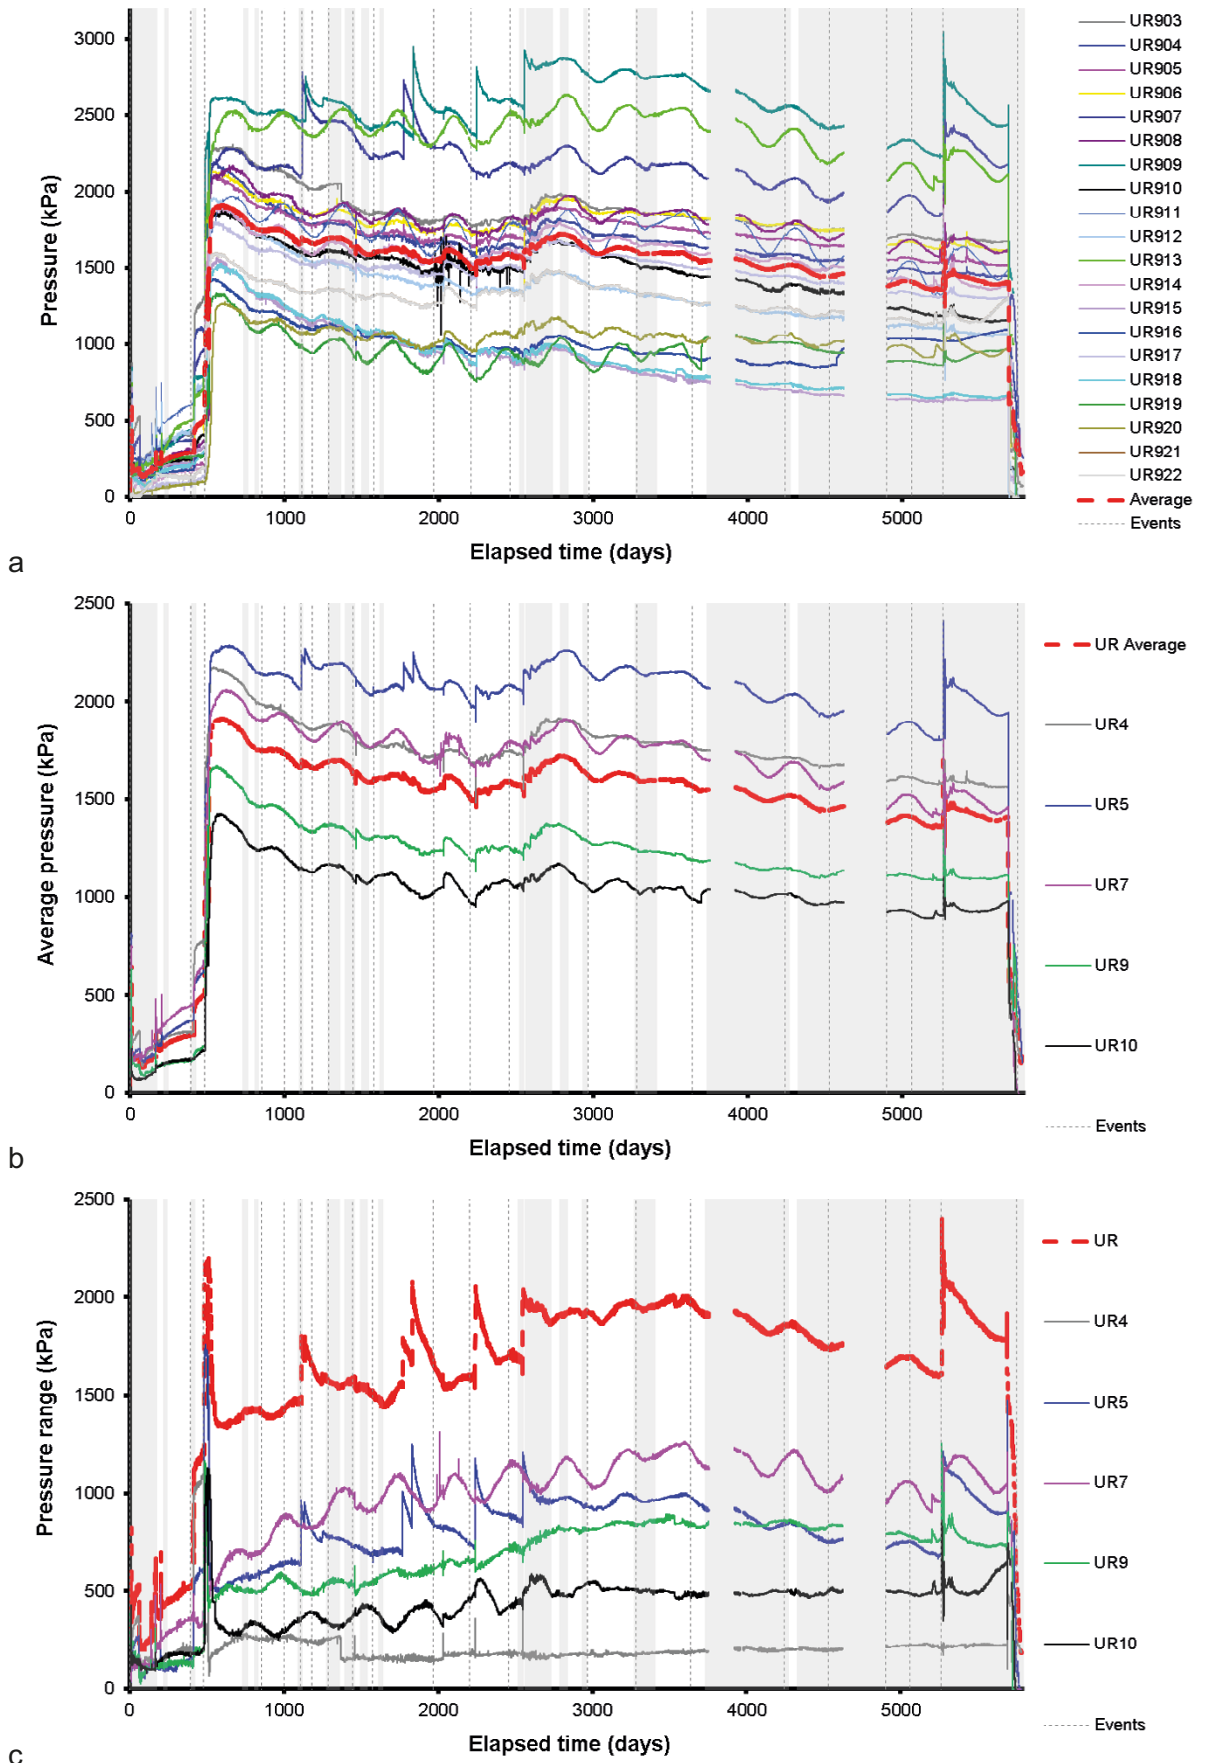 3000
2500
2000
1500
1000
500
0
Pressure (kPa)
0
1000
2000
3000
4000
5000
Elapsed time (days)
UR903
UR904
UR905
UR906
UR907
UR908
UR909
UR910
UR911
UR912
UR913
UR914
UR915
UR916
UR917
UR918
UR919
UR920
UR921
UR922
Average
Events
a
2500
2000
1500
1000
500
0
Average pressure (kPa)
0
1000
2000
3000
4000
5000
Elapsed time (days)
UR Average
UR4
UR5
UR7
UR9
UR10
Events
b
2500
2000
1500
1000
500
0
Pressure range (kPa)
0
1000
2000
3000
4000
5000
Elapsed time (days)
UR
UR4
UR5
UR7
UR9
UR10
Events
c